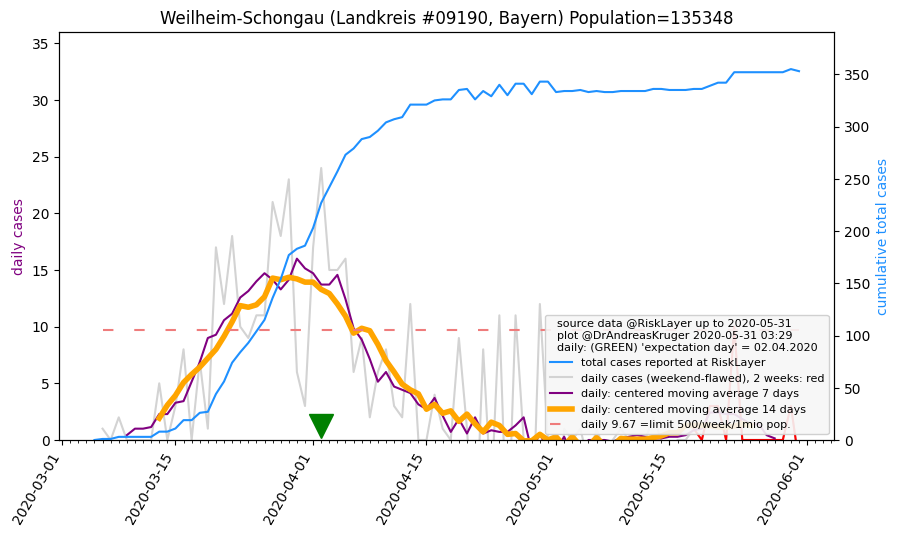 Weilheim-Schongau (Landkreis #09190, Bayern) Population=135348
35
30
25
20
15
10
5
0
daily cases
350
300
250
200
150
100
50
0
cumulative total cases
source data @RiskLayer up to 2020-05-31
plot @DrAndreasKruger 2020-05-31 03:29
daily: (GREEN) 'expectation day' = 02.04.2020
total cases reported at RiskLayer
daily cases (weekend-flawed), 2 weeks: red
daily: centered moving average 7 days
daily: centered moving average 14 days
daily 9.67 =limit 500/week/1mio pop.
2020-03-01
2020-03-15
2020-04-01
2020-04-15
2020-05-01
2020-05-15
2020-06-01